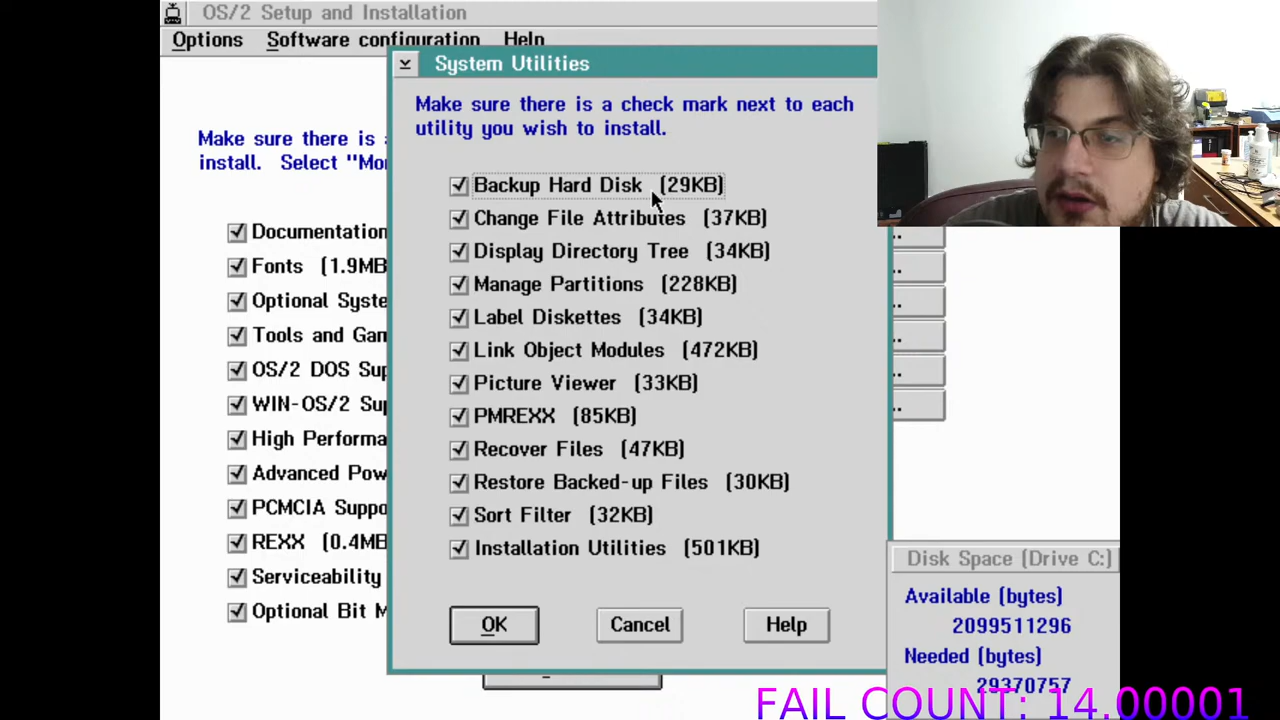 OS/2 Setup and Installation
Options Software configuration Help
System Utilities
Make sure there is a check mark next to each
utility you wish to install.
Backup Hard Disk (29KB)
Change File Attributes (37KB)
Display Directory Tree (34KB)
Manage Partitions (228KB)
Label Diskettes (34KB)
Link Object Modules (472KB)
Picture Viewer (33KB)
PMREXX (85KB)
Recover Files (47KB)
Restore Backed-up Files (30KB)
Sort Filter (32KB)
Installation Utilities (501KB)
OK Cancel Help
Make sure there is
install. Select "Mo
Documentation
Fonts (1.9MB
Optional Syste
Tools and Gam
OS/2 DOS Sup
WIN-OS/2 Sup
High Performa
Advanced Pow
PCMCIA Suppo
REXX (0.4MB
Serviceability
Optional Bit M
..
..
..
..
..
..
Disk Space (Drive C:)
Available (bytes)
2099511296
Needed (bytes)
29370757
FAIL COUNT: 14.00001